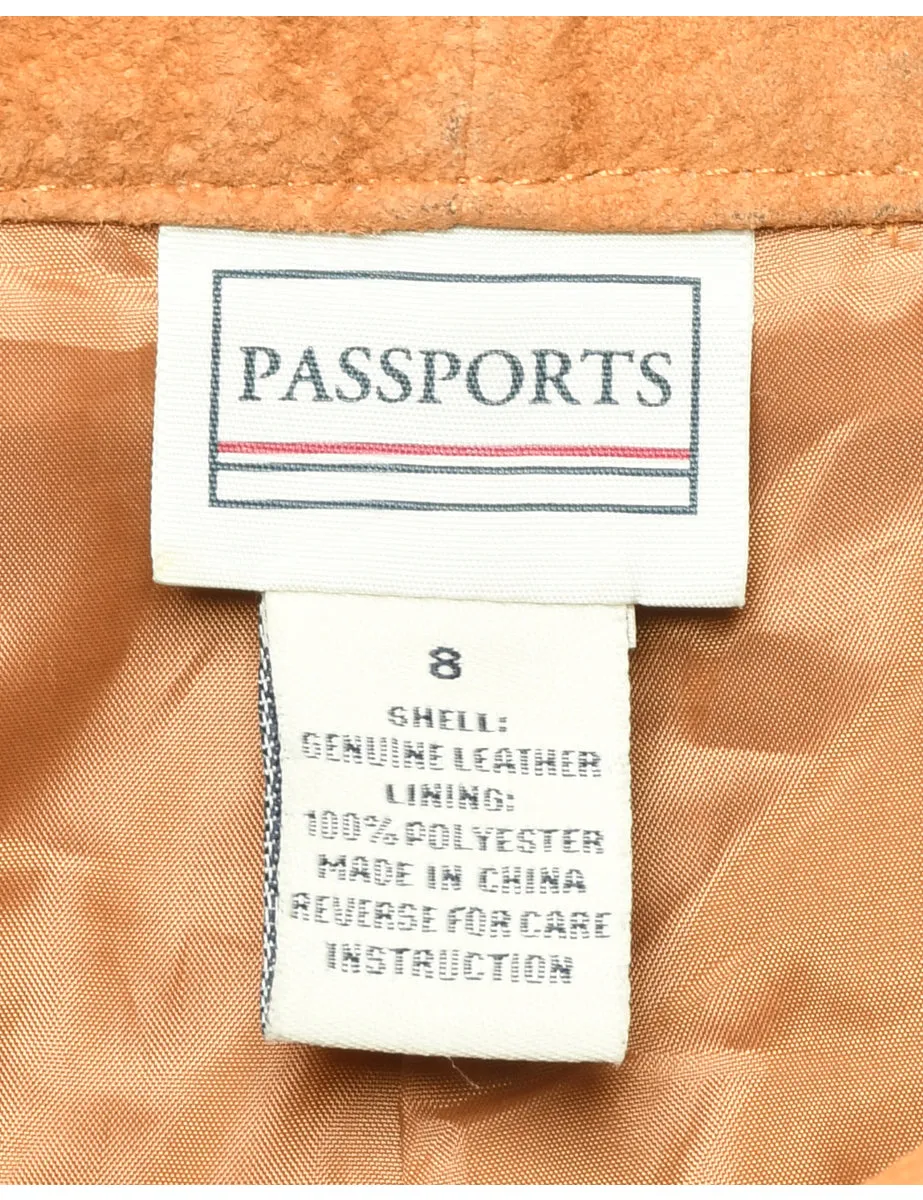 PASSPORTS
8
SHELL:
GENUINE LEATHER
LINING:
100% POLYESTER
MADE IN CHINA
REVERSE FOR CARE
INSTRUCTION